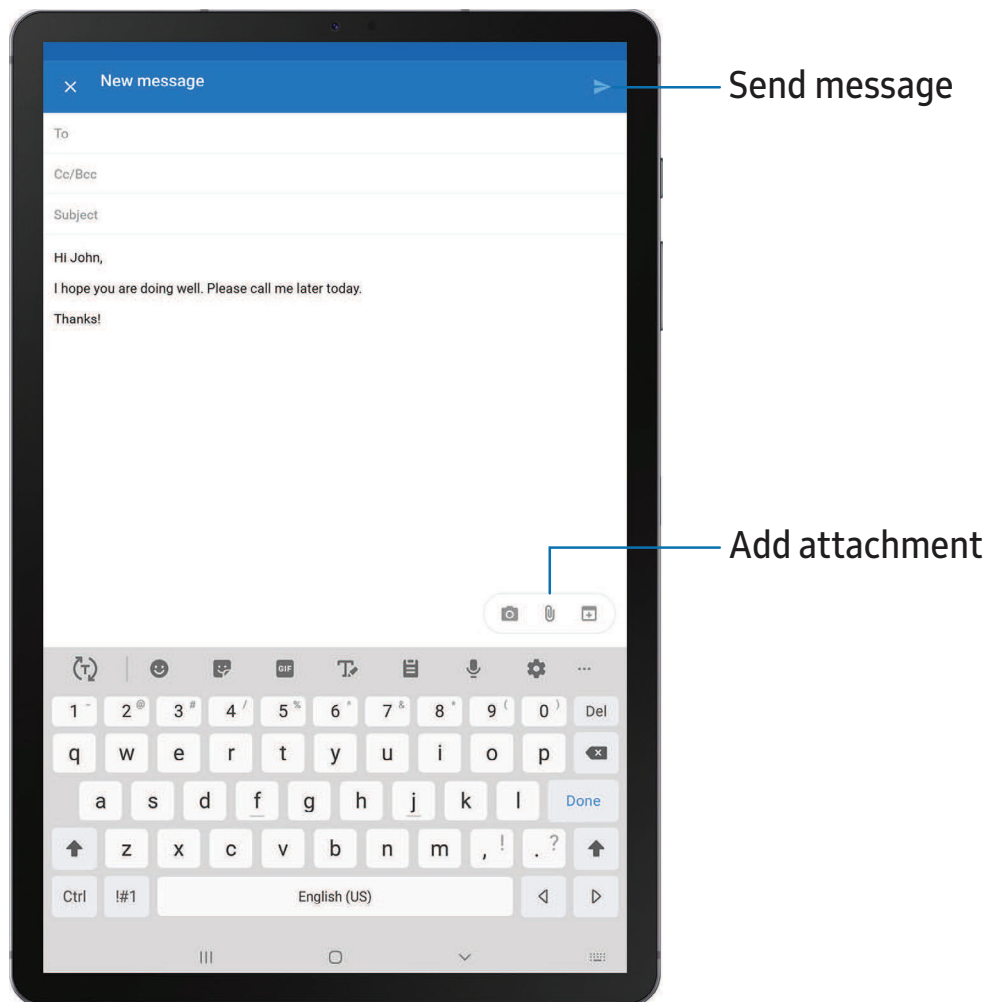 New message
Send message
To
Cc/Bcc
Subject
Hi John,
I hope you are doing well. Please call me later today.
Thanks!
Add attachment
T GIF T
1 - 2 @ 3 # 4 / 5 % 6 ^ 7 & 8 * 9 ( 0 ) Del
q w e r t y u i o p
a s d f g h j k l Done
z x c v b n m , ! . ?
Ctrl !#1 English (US)